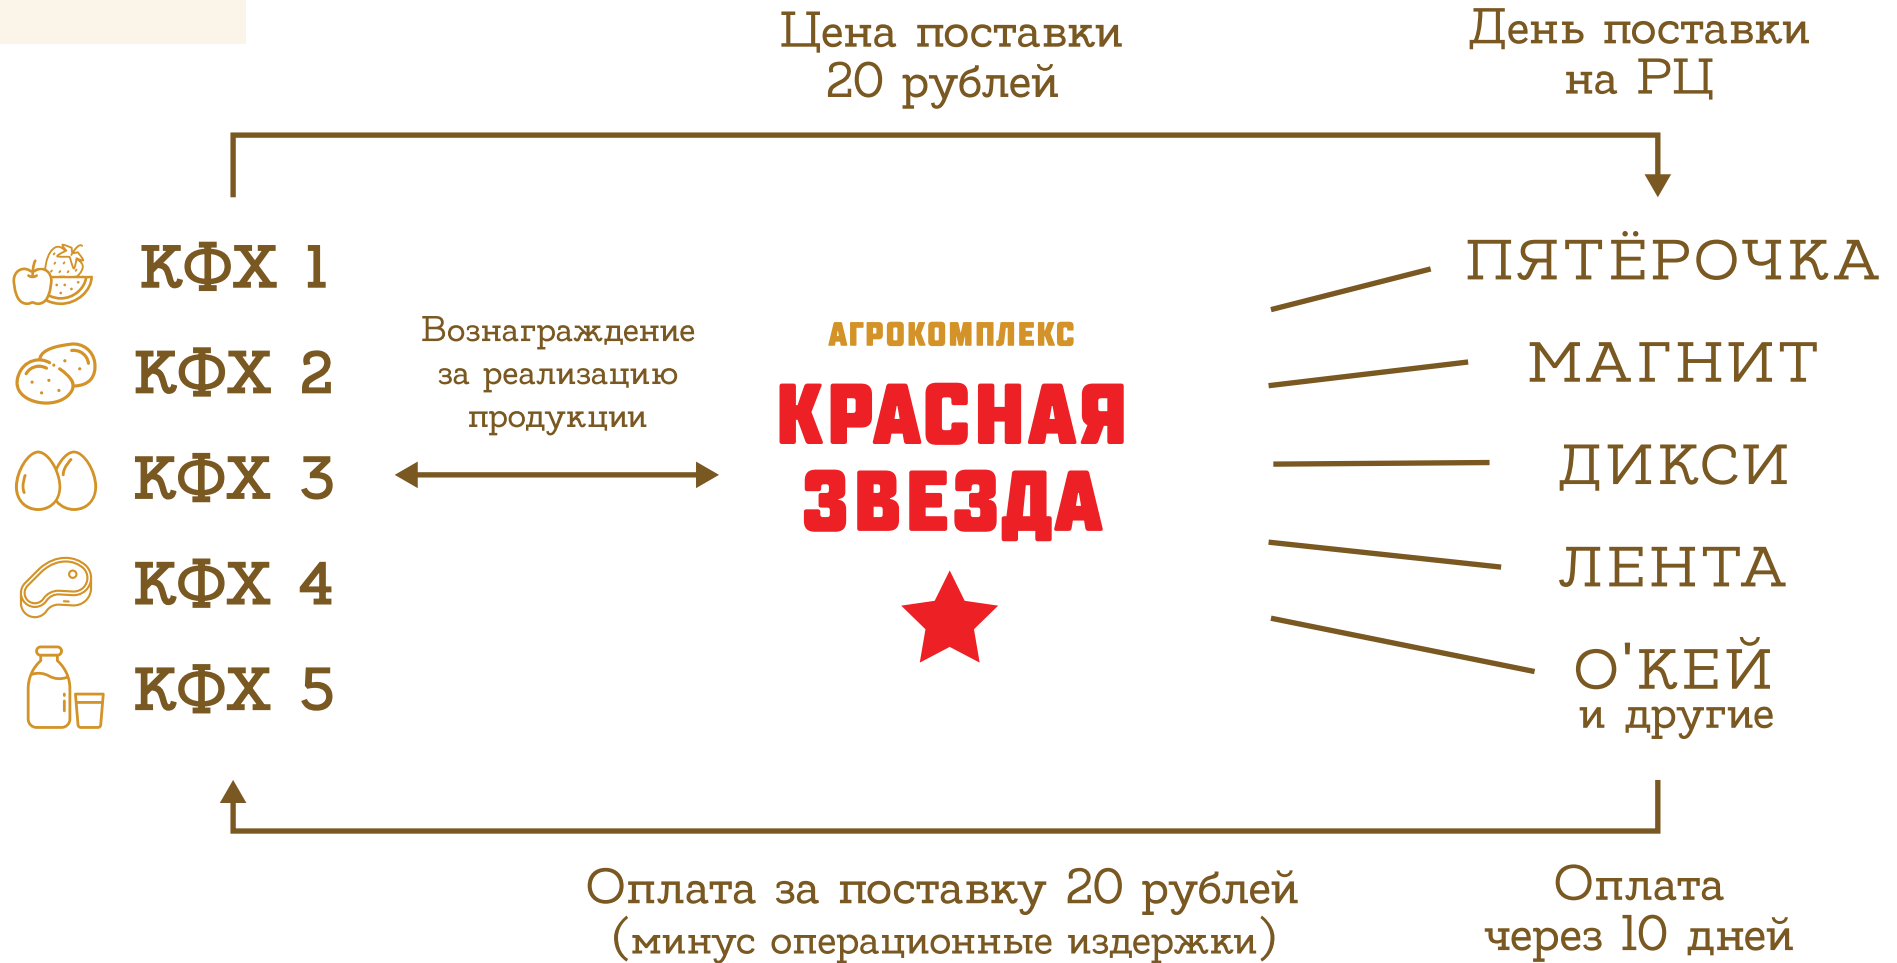 Цена поставки
20 рублей
День поставки
на РЦ
КФХ 1
КФХ 2
КФХ 3
КФХ 4
КФХ 5
Вознаграждение
за реализацию
продукции
АГРОКОМПЛЕКС
КРАСНАЯ
ЗВЕЗДА
ПЯТЁРОЧКА
МАГНИТ
ДИКСИ
ЛЕНТА
О'КЕЙ
и другие
Оплата за поставку 20 рублей
(минус операционные издержки)
Оплата
через 10 дней